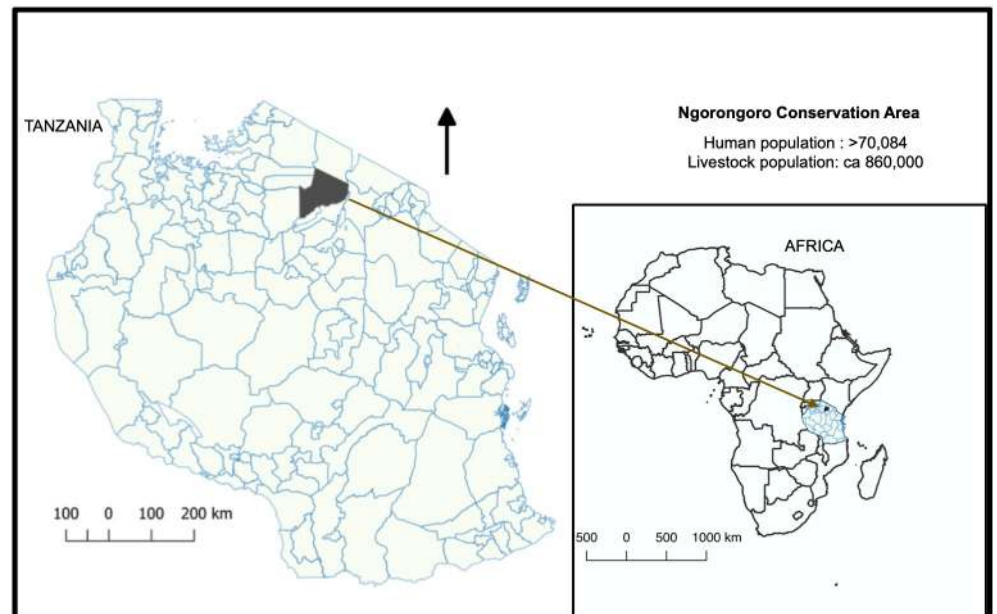 TANZANIA
Ngorongoro Conservation Area
Human population : >70,084
Livestock population: ca 860,000
AFRICA
100 0 100 200 km
500 0 500 1000 km